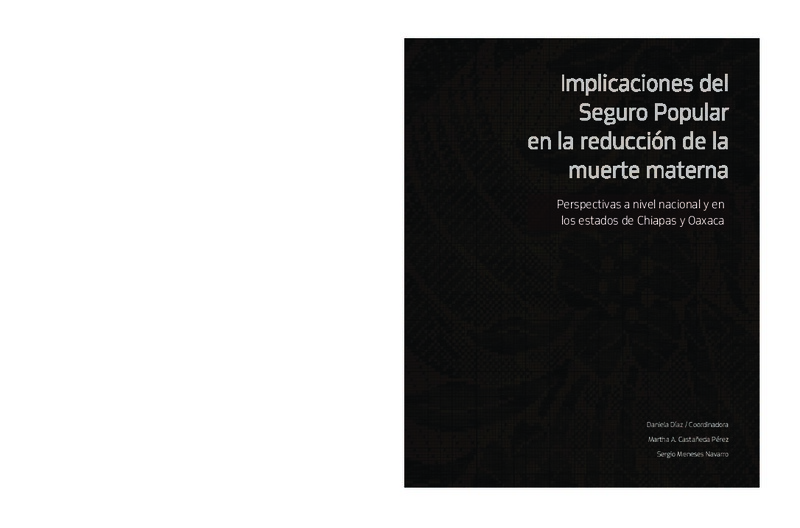 Implicaciones del
Seguro Popular
en la reducción de la
muerte materna
Perspectivas a nivel nacional y en
los estados de Chiapas y Oaxaca
Daniela Díaz / Coordinadora
Martha A. Castañeda Pérez
Sergio Meneses Navarro